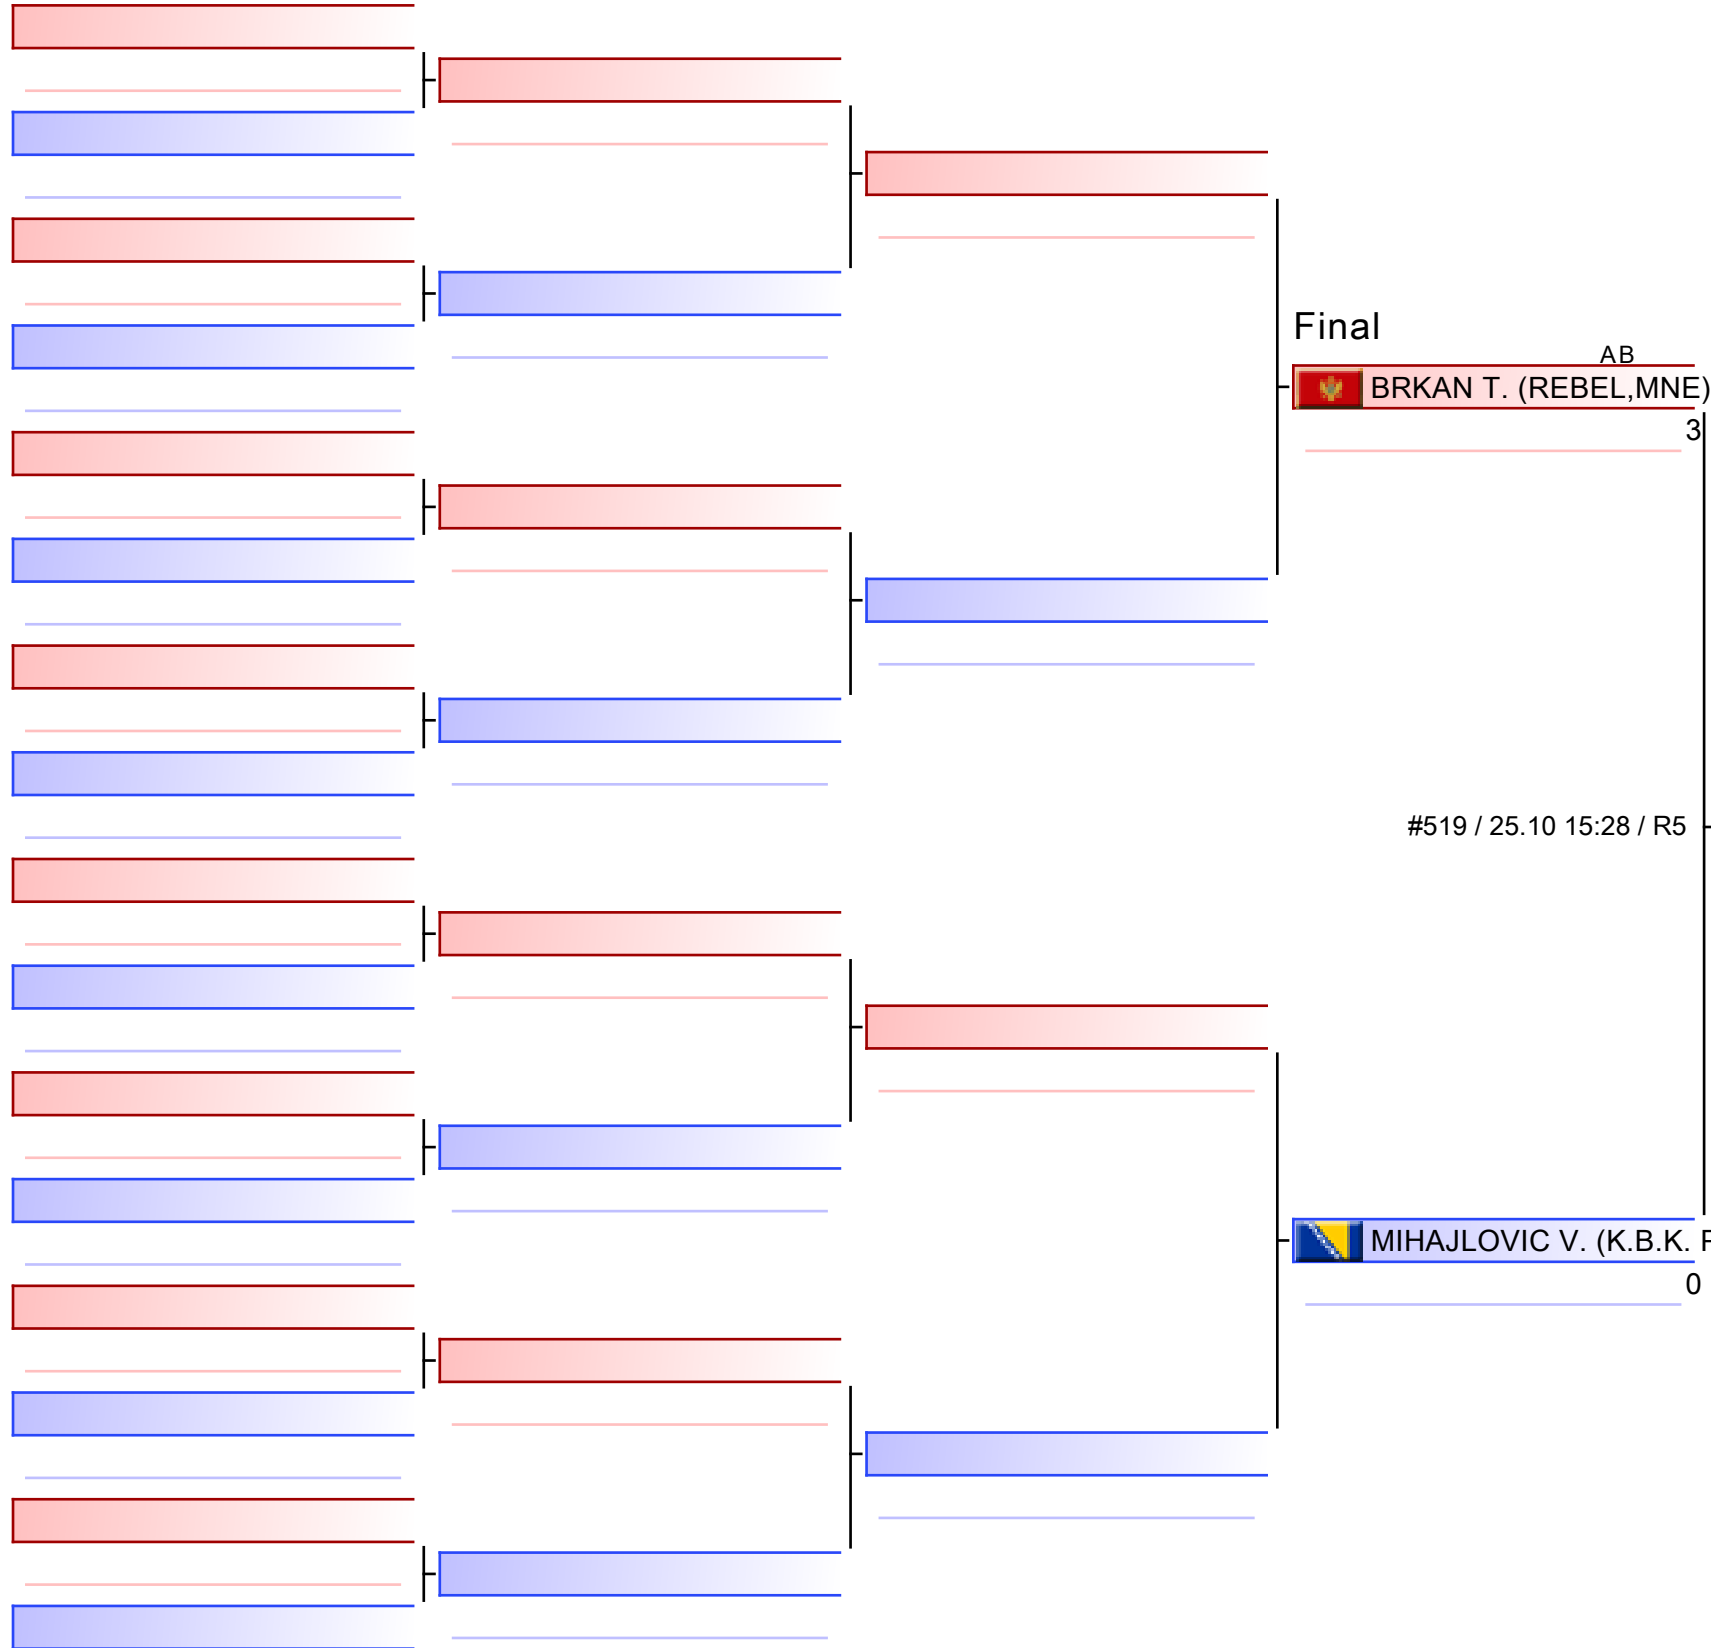 Final
AB
BRKAN T. (REBEL,MNE)
3
#519 / 25.10 15:28 / R5
MIHAJLOVIC V. (K.B.K.
0